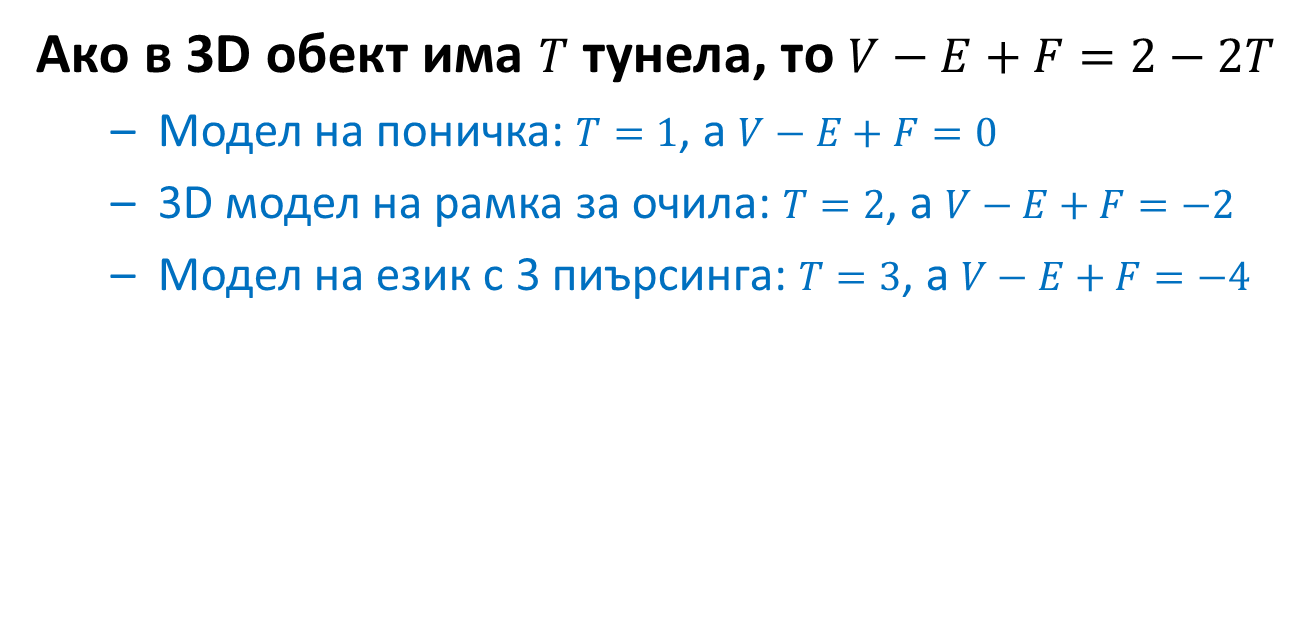 Ако в 3D обект има T тунела, то V − E + F = 2 − 2T
– Модел на поничка: T = 1, а V − E + F = 0
– 3D модел на рамка за очила: T = 2, а V − E + F = −2
– Модел на език с 3 пиърсинга: T = 3, а V − E + F = −4